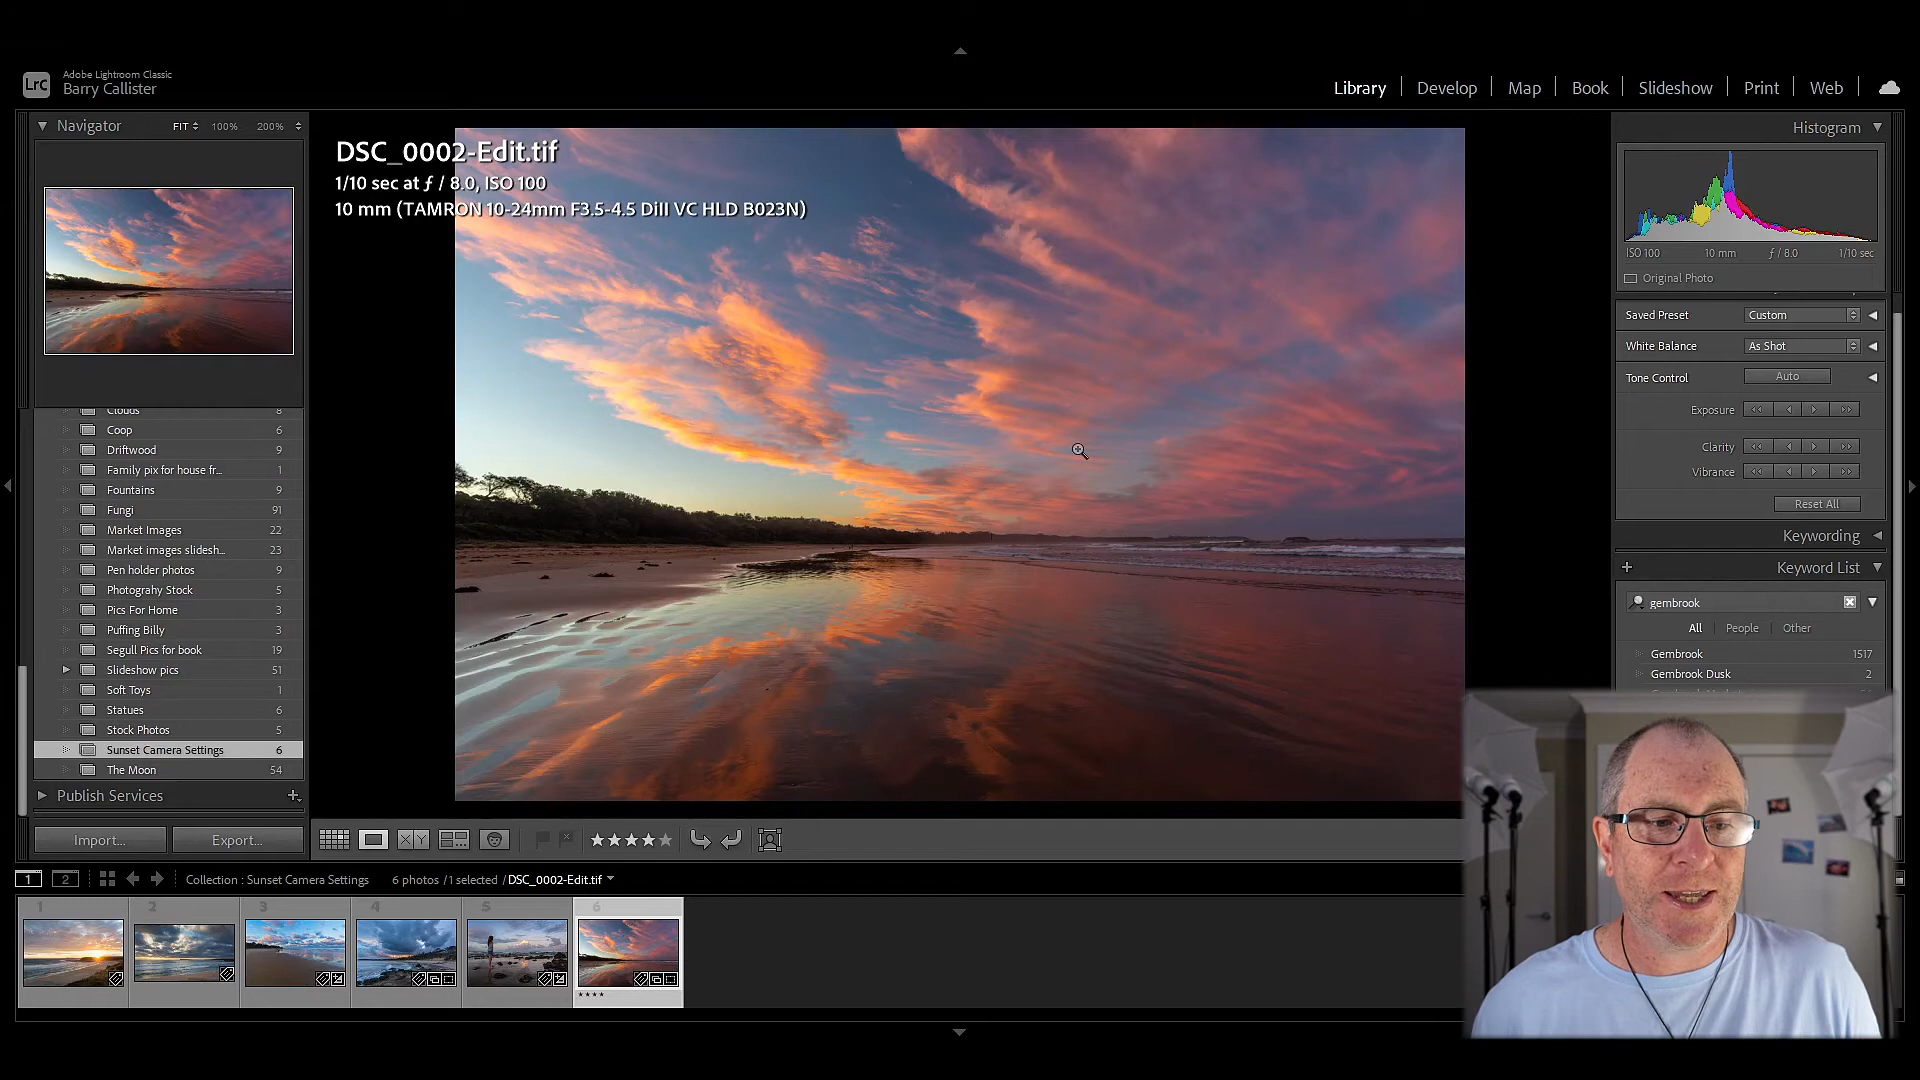 LrC
Adobe Lightroom Classic
Barry Callister
Library
Develop
Map
Book
Slideshow
Print
Web
Navigator
FIT
100%
200%
Clouds 8
Coop 6
Driftwood 9
Family pix for house fr... 1
Fountains 9
Fungi 91
Market Images 22
Market images slidesh... 23
Pen holder photos 9
Photograhy Stock 5
Pics For Home 3
Puffing Billy 3
Segull Pics for book 19
Slideshow pics 51
Soft Toys 1
Statues 6
Stock Photos 5
Sunset Camera Settings 6
The Moon 54
Publish Services
Import...
Export...
DSC_0002-Edit.tif
1/10 sec at ƒ / 8.0, ISO 100
10 mm (TAMRON 10-24mm F3.5-4.5 DiII VC HLD B023N)
Histogram
ISO 100 10 mm ƒ / 8.0 1/10 sec
Original Photo
Saved Preset Custom
White Balance As Shot
Tone Control Auto
Exposure
Clarity
Vibrance
Reset All
Keywording
Keyword List
gembrook
All People Other
Gembrook 1517
Gembrook Dusk 2
XY
1 2 Collection : Sunset Camera Settings 6 photos / 1 selected / DSC_0002-Edit.tif
1 2 3 4 5 6